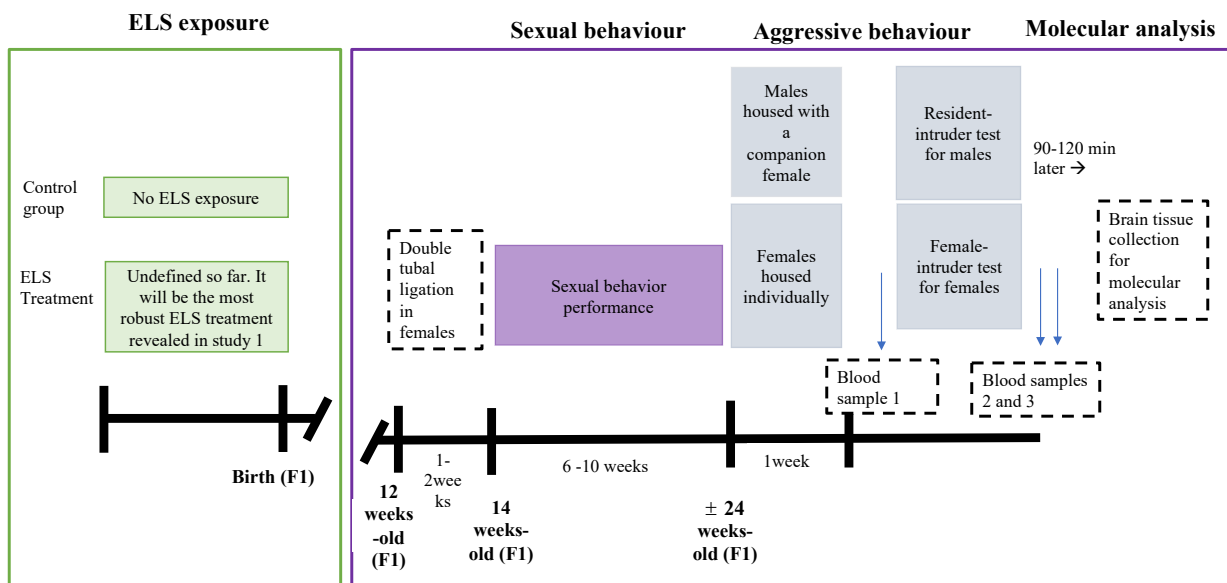 ELS exposure
Sexual behaviour
Aggressive behaviour
Molecular analysis
Control
group
No ELS exposure
ELS
Treatment
Undefined so far. It
will be the most
robust ELS treatment
revealed in study 1
Birth (F1)
Double
tubal
ligation
in
females
Sexual behavior
performance
Males
housed with
a
companion
female
Females
housed
individually
Resident-
intruder test
for males
Female-
intruder test
for females
90-120 min
later →
Brain tissue
collection
for
molecular
analysis
Blood
sample 1
Blood samples
2 and 3
1-
2wee
ks
6 -10 weeks
1week
12
weeks
-old
(F1)
14
weeks-
old (F1)
± 24
weeks-
old (F1)